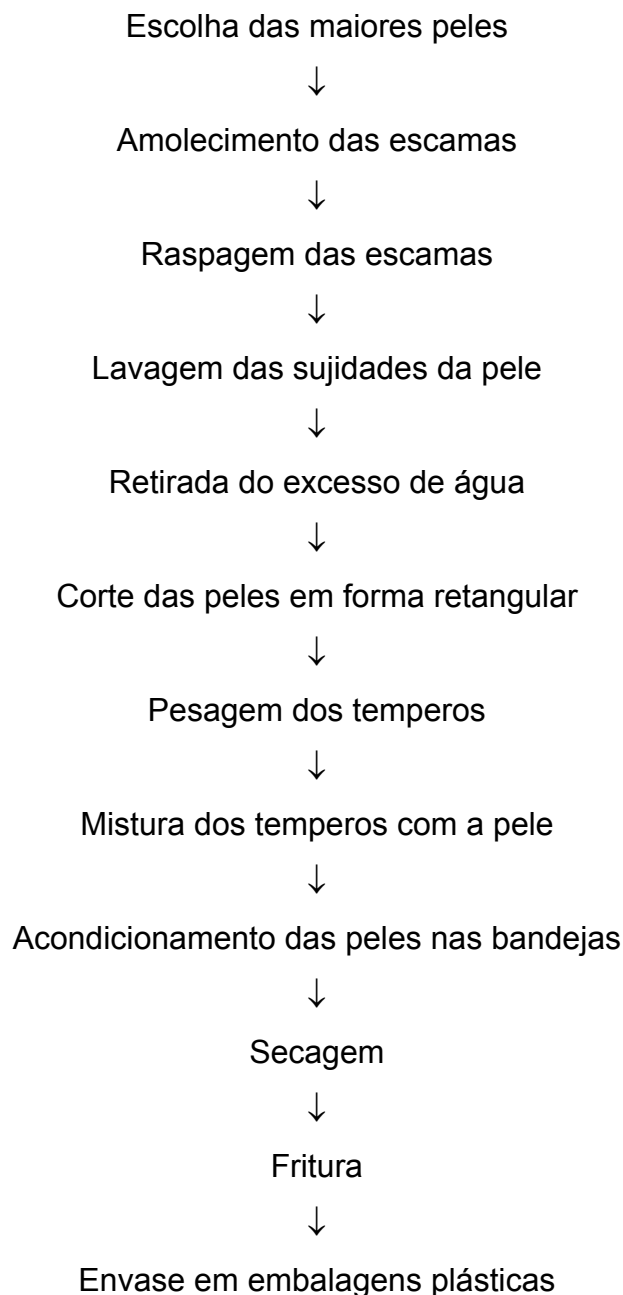 Escolha das maiores peles
↓
Amolecimento das escamas
↓
Raspagem das escamas
↓
Lavagem das sujidades da pele
↓
Retirada do excesso de água
↓
Corte das peles em forma retangular
↓
Pesagem dos temperos
↓
Mistura dos temperos com a pele
↓
Acondicionamento das peles nas bandejas
↓
Secagem
↓
Fritura
↓
Envase em embalagens plásticas